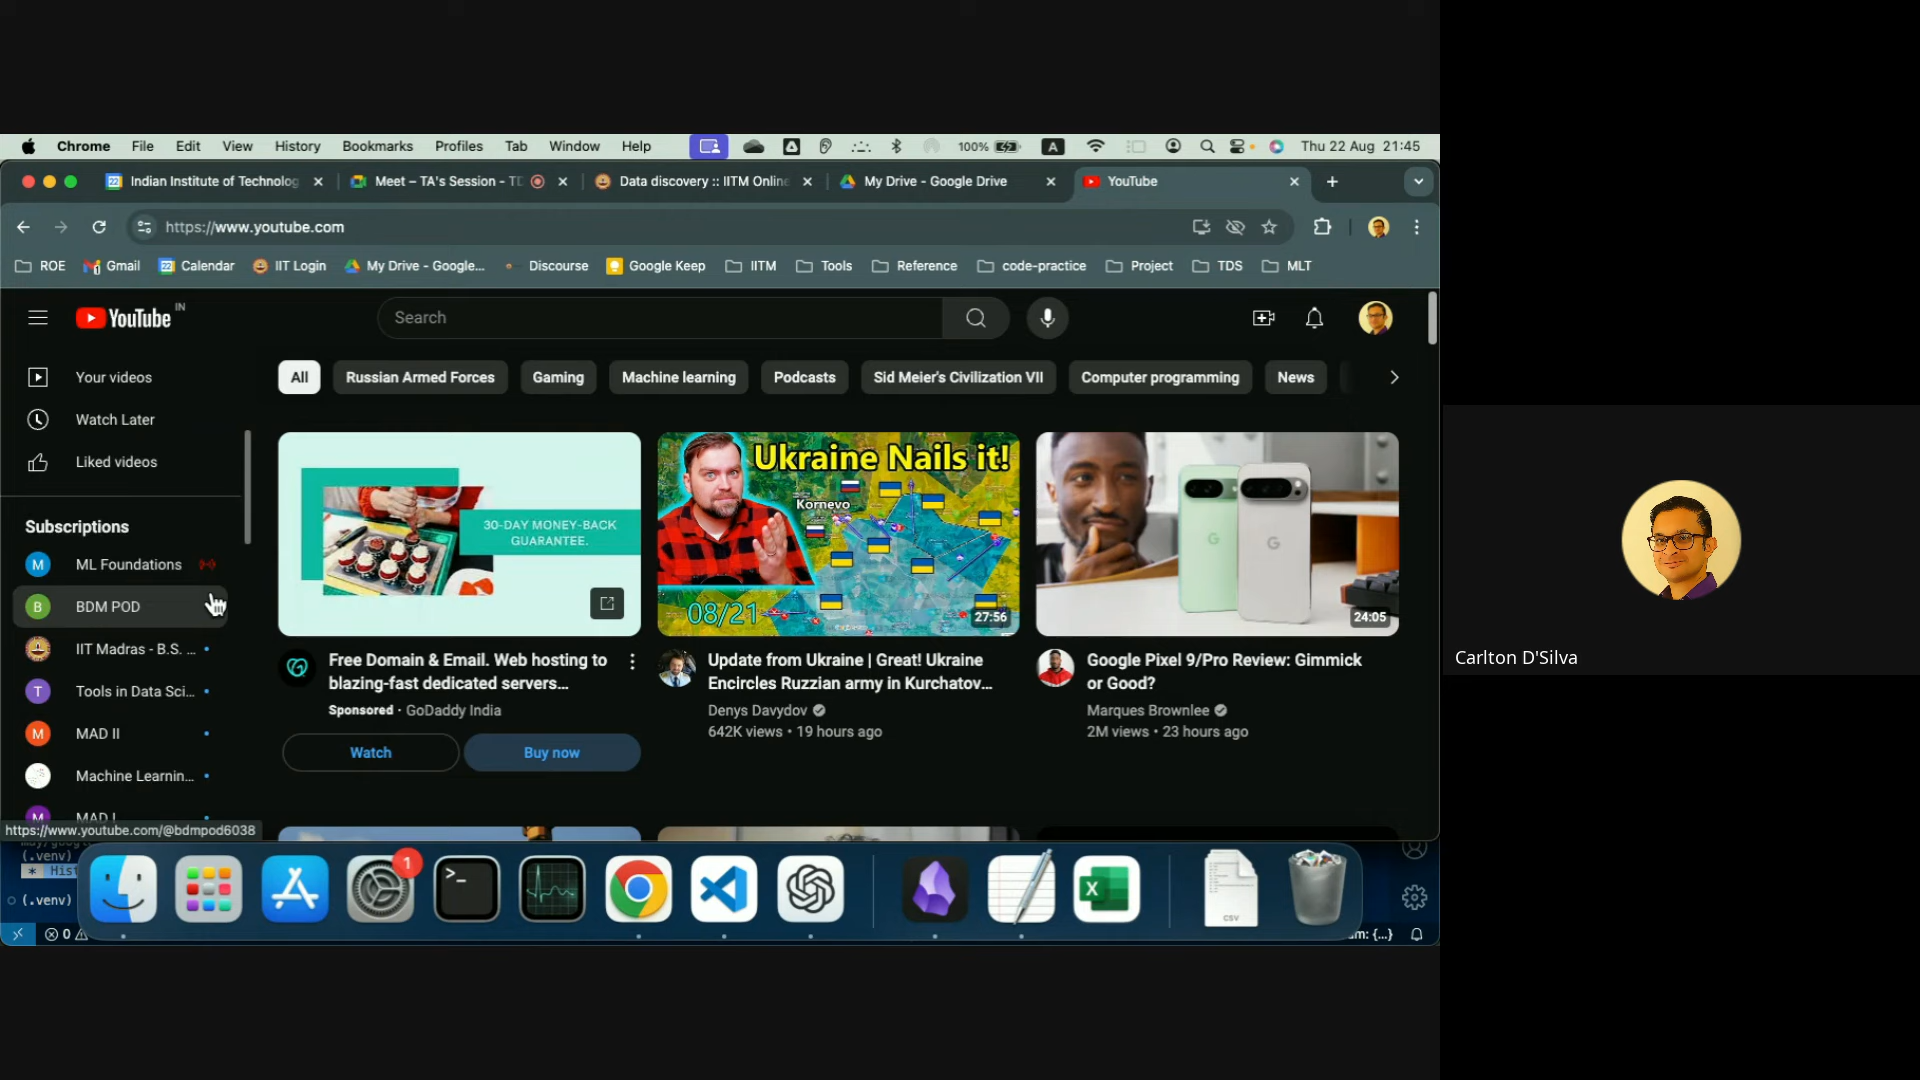 Chrome File Edit View History Bookmarks Profiles Tab Window Help 100% A Thu 22 Aug 21:45
22 Indian Institute of Technolog Meet – TA's Session - TD Data discovery :: IITM Online My Drive - Google Drive YouTube
https://www.youtube.com
ROE Gmail 22 Calendar IIT Login My Drive - Google... Discourse Google Keep IITM Tools Reference code-practice Project TDS MLT
YouTube IN
Search
Your videos
Watch Later
Liked videos
All Russian Armed Forces Gaming Machine learning Podcasts Sid Meier's Civilization VII Computer programming News
Subscriptions
M ML Foundations
B BDM POD
IIT Madras - B.S. ...
T Tools in Data Sci...
M MAD II
Machine Learnin...
M MAD I
https://www.youtube.com/@bdmpod6038
30-DAY MONEY-BACK
GUARANTEE.
Free Domain & Email. Web hosting to
blazing-fast dedicated servers...
Sponsored · GoDaddy India
Watch Buy now
Ukraine Nails it!
Kornevo
08/21
27:56
Update from Ukraine | Great! Ukraine
Encircles Ruzzian army in Kurchatov...
Denys Davydov
642K views • 19 hours ago
G G
24:05
Google Pixel 9/Pro Review: Gimmick
or Good?
Marques Brownlee
2M views • 23 hours ago
Carlton D'Silva
(.venv)
* Hist
(.venv)
0
1
>_
X
CSV